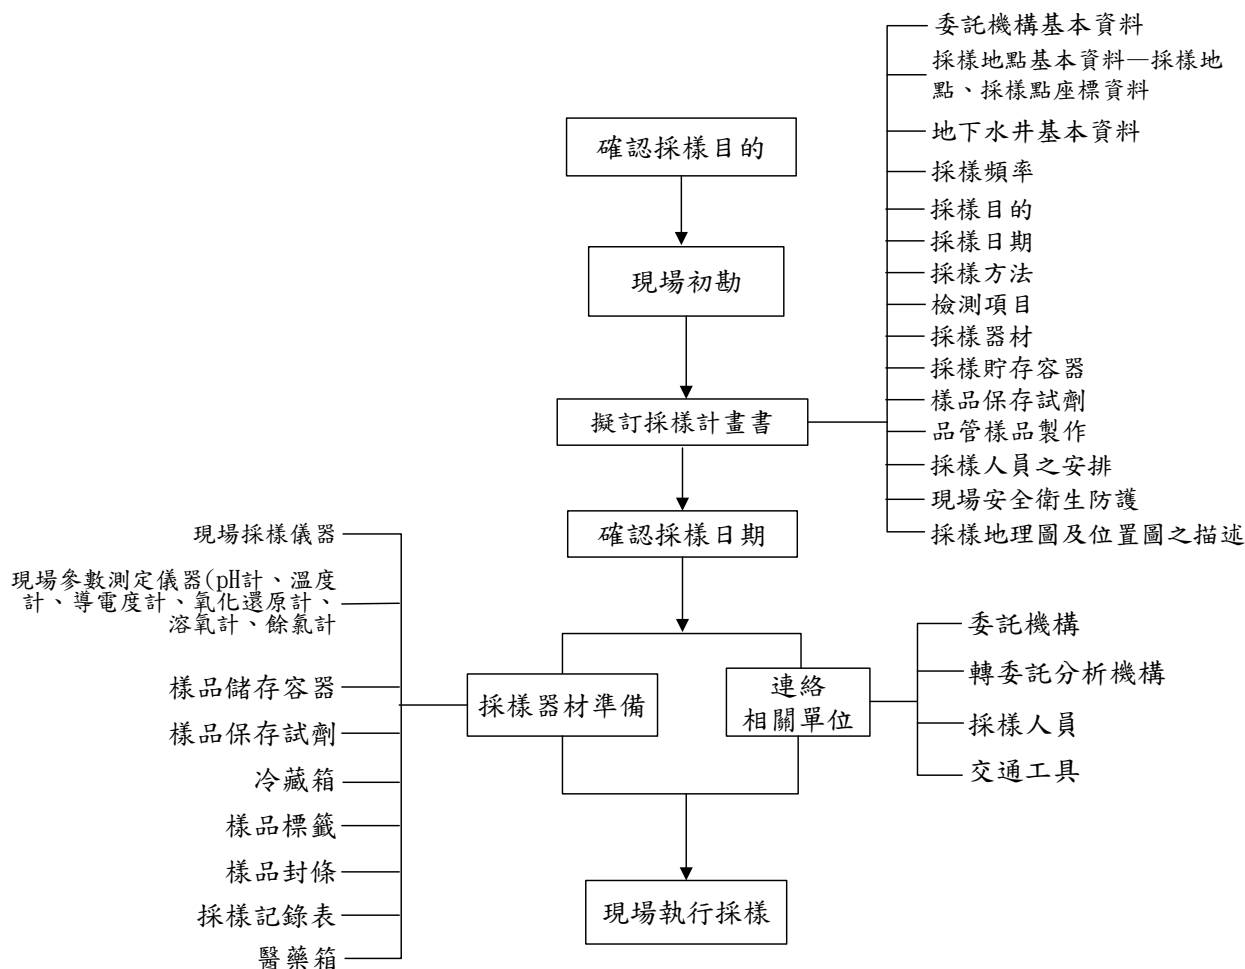 委託機構基本資料
採樣地點基本資料—採樣地
點、採樣點座標資料
地下水井基本資料
採樣頻率
採樣目的
採樣日期
採樣方法
檢測項目
採樣器材
採樣貯存容器
樣品保存試劑
品管樣品製作
採樣人員之安排
現場安全衛生防護
採樣地理圖及位置圖之描述
確認採樣目的
現場初勘
擬訂採樣計畫書
確認採樣日期
現場採樣儀器
現場參數測定儀器(pH計、溫度
計、導電度計、氧化還原計、
溶氧計、餘氯計
樣品儲存容器
樣品保存試劑
冷藏箱
樣品標籤
樣品封條
採樣記錄表
醫藥箱
採樣器材準備
連絡
相關單位
委託機構
轉委託分析機構
採樣人員
交通工具
現場執行採樣